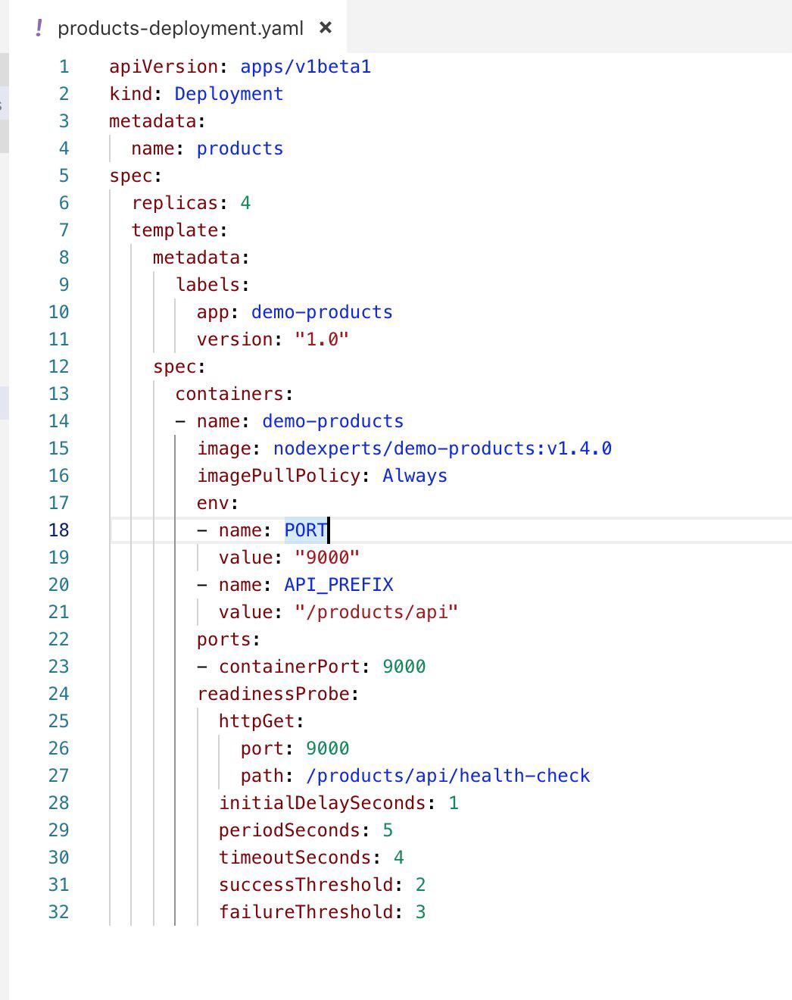 products-deployment.yaml ×
1 apiVersion: apps/v1beta1
2 kind: Deployment
3 metadata:
4   name: products
5 spec:
6   replicas: 4
7   template:
8     metadata:
9       labels:
10         app: demo-products
11         version: "1.0"
12     spec:
13       containers:
14       - name: demo-products
15         image: nodexperts/demo-products:v1.4.0
16         imagePullPolicy: Always
17         env:
18         - name: PORT
19           value: "9000"
20         - name: API_PREFIX
21           value: "/products/api"
22         ports:
23         - containerPort: 9000
24         readinessProbe:
25           httpGet:
26             port: 9000
27             path: /products/api/health-check
28           initialDelaySeconds: 1
29           periodSeconds: 5
30           timeoutSeconds: 4
31           successThreshold: 2
32           failureThreshold: 3